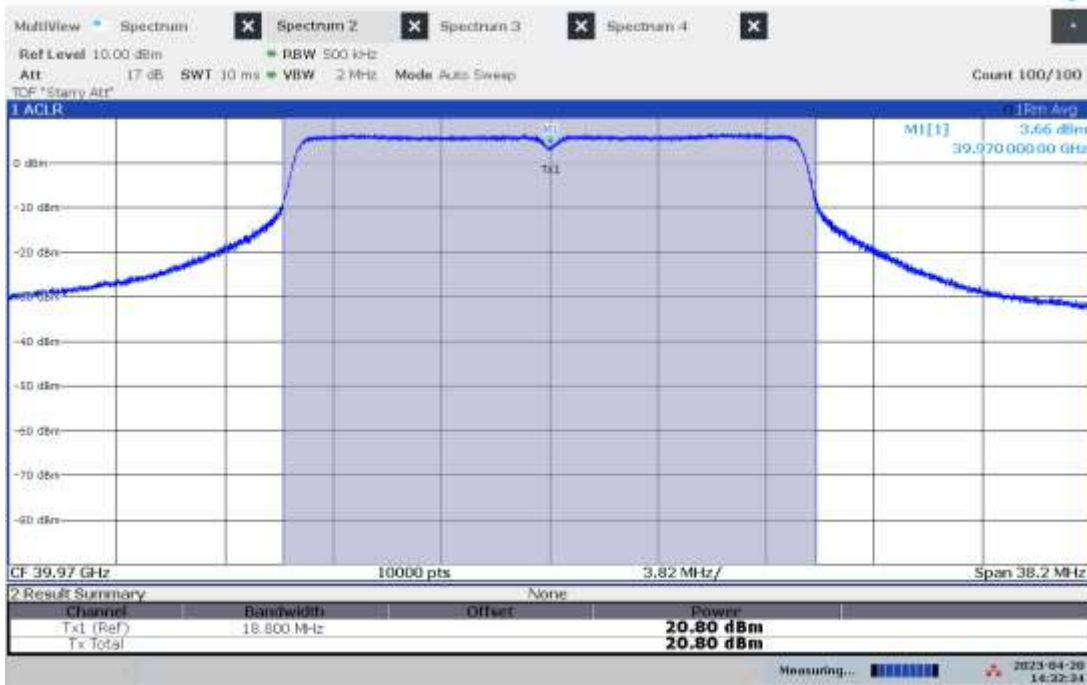 MultiView Spectrum Spectrum 2 Spectrum 3 Spectrum 4
Ref Level 10.00 dBm RBW 500 kHz
Att 17 dB SWT 10 ms VBW 2 MHz Mode Auto Sweep Count 100/100
TDF "Starry Att"
1 ACLR 1Rm Avg
M1[1] 3.66 dBm
39.970 000 00 GHz
M1
Tx1
0 dBm
-10 dBm
-20 dBm
-30 dBm
-40 dBm
-50 dBm
-60 dBm
-70 dBm
-80 dBm
CF 39.97 GHz 10000 pts 3.82 MHz/ Span 38.2 MHz
2 Result Summary None
Channel Bandwidth Offset Power
Tx1 (Ref) 18.800 MHz 20.80 dBm
Tx Total 20.80 dBm
Measuring... 2023-04-20
14:32:34